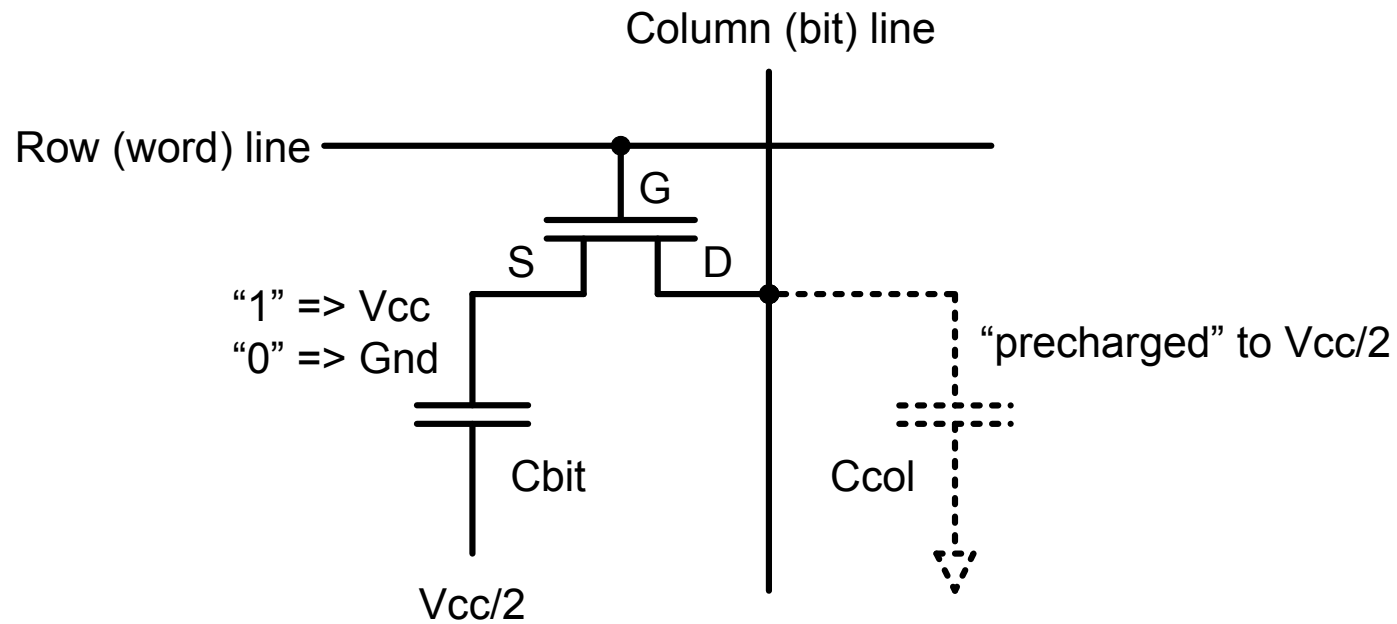 Column (bit) line
Row (word) line
G
S
D
“1” => Vcc
“0” => Gnd
“precharged” to Vcc/2
Cbit
Ccol
Vcc/2